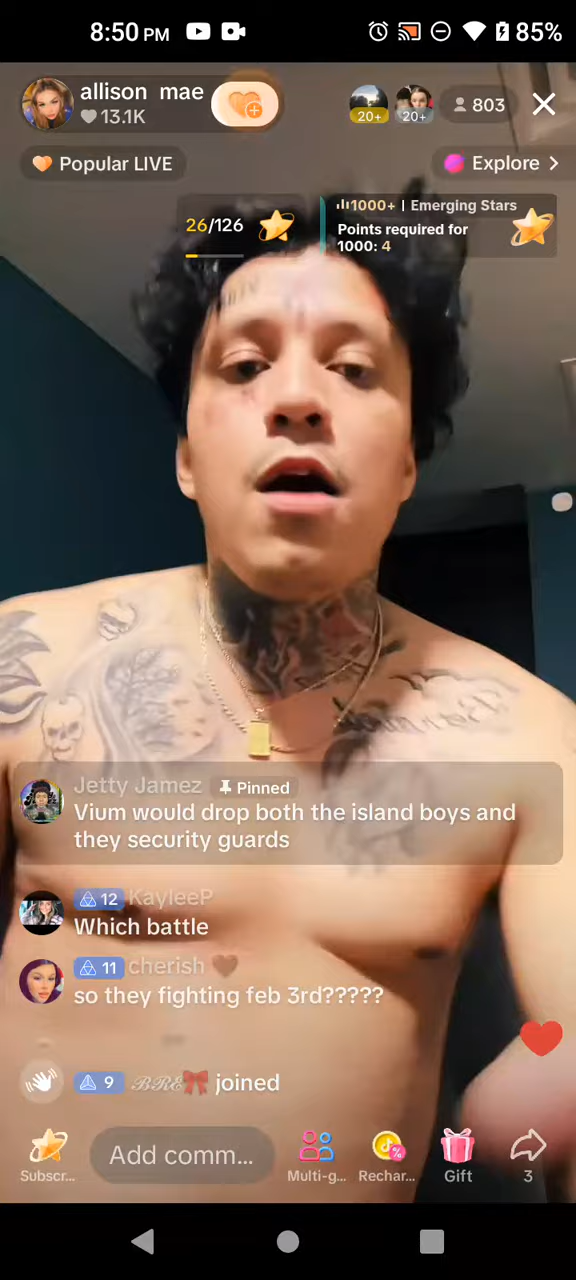 8:50 PM
85%
allison mae
13.1K
20+
20+
803
Popular LIVE
Explore >
26/126
1000+ | Emerging Stars
Points required for
1000: 4
Jetty Jamez Pinned
Vium would drop both the island boys and
they security guards
12 KayleeP
Which battle
11 cherish 🤎
so they fighting feb 3rd?????
9 ℬℛℰ🎀 joined
Add comm...
Subscr...
Multi-g...
Rechar...
Gift
3